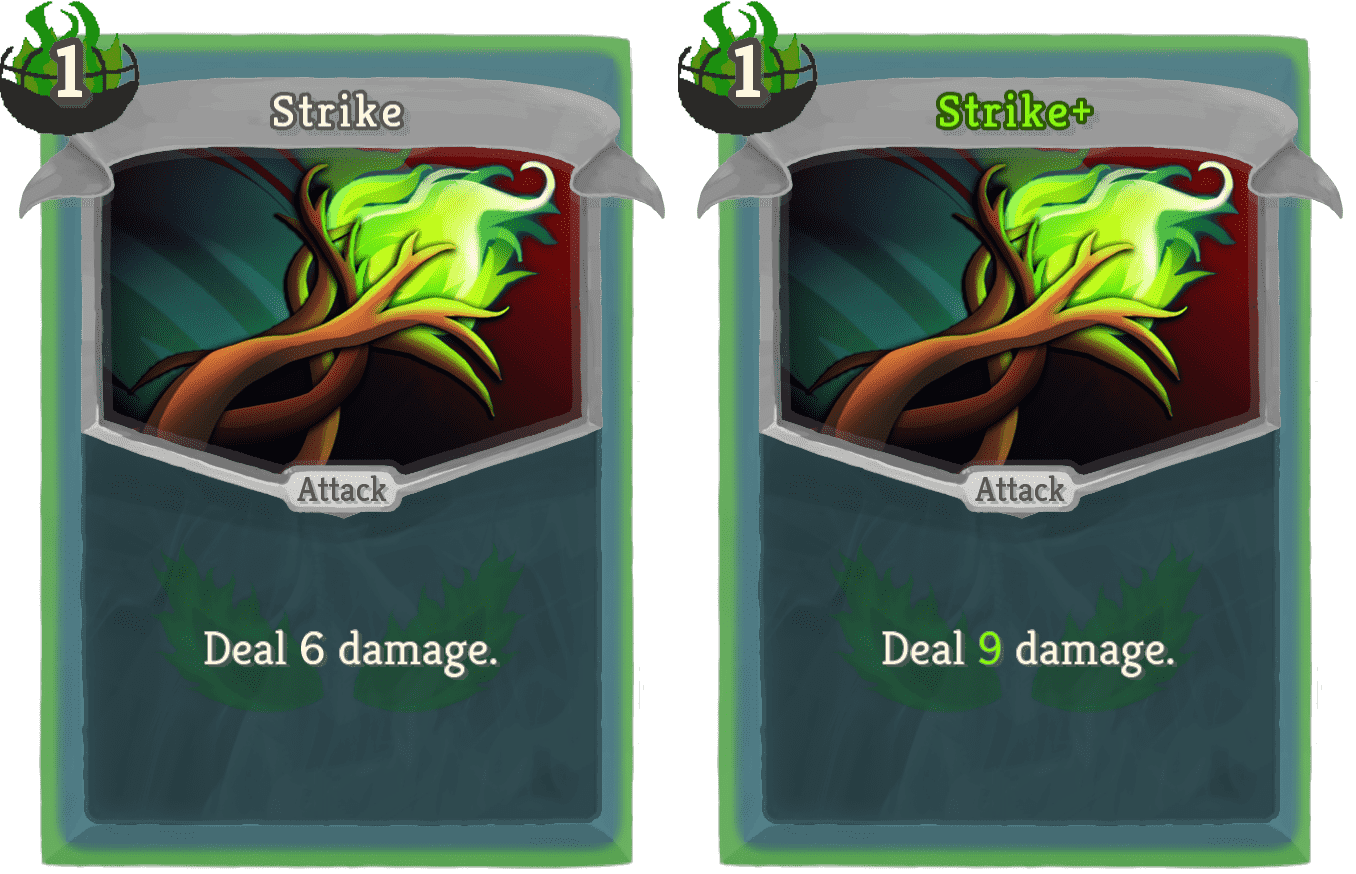 1
Strike
Attack
Deal 6 damage.
1
Strike+
Attack
Deal 9 damage.